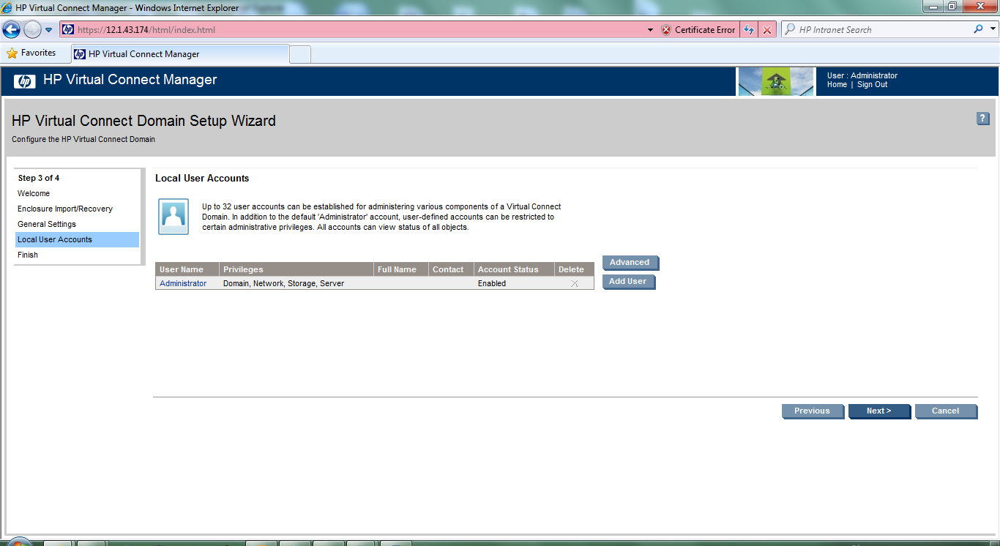 HP Virtual Connect Manager - Windows Internet Explorer
https://12.1.43.174/html/index.html
Certificate Error
HP Intranet Search
Favorites
HP Virtual Connect Manager
HP Virtual Connect Manager
User : Administrator
Home | Sign Out
HP Virtual Connect Domain Setup Wizard
?
Configure the HP Virtual Connect Domain
Step 3 of 4
Welcome
Enclosure Import/Recovery
General Settings
Local User Accounts
Finish
Local User Accounts
Up to 32 user accounts can be established for administering various components of a Virtual Connect
Domain. In addition to the default 'Administrator' account, user-defined accounts can be restricted to
certain administrative privileges. All accounts can view status of all objects.
User Name Privileges Full Name Contact Account Status Delete
Administrator Domain, Network, Storage, Server Enabled
Advanced
Add User
Previous Next > Cancel